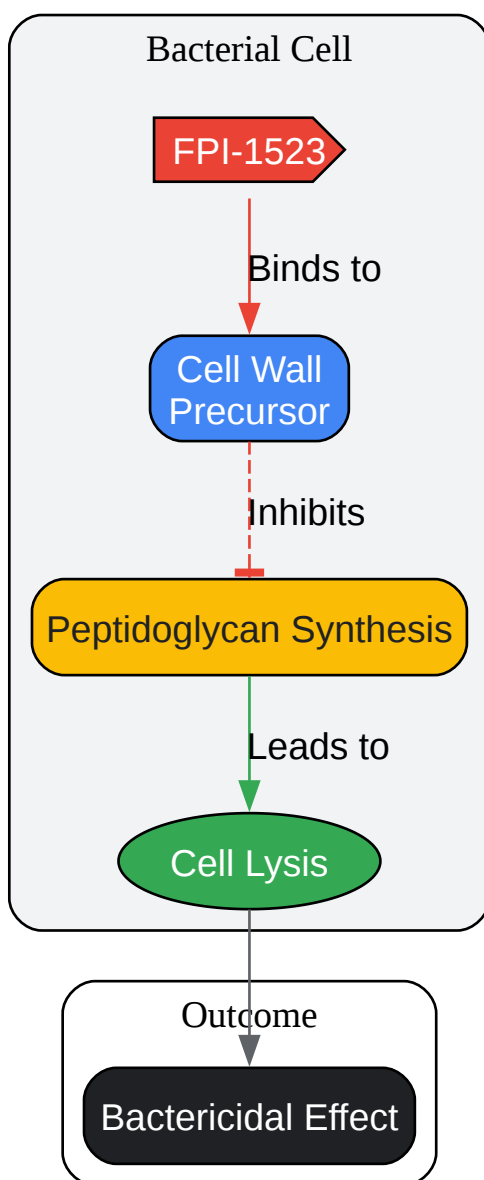 Bacterial Cell
FPI-1523
Binds to
Cell Wall
Precursor
Inhibits
Peptidoglycan Synthesis
Leads to
Cell Lysis
Outcome
Bactericidal Effect